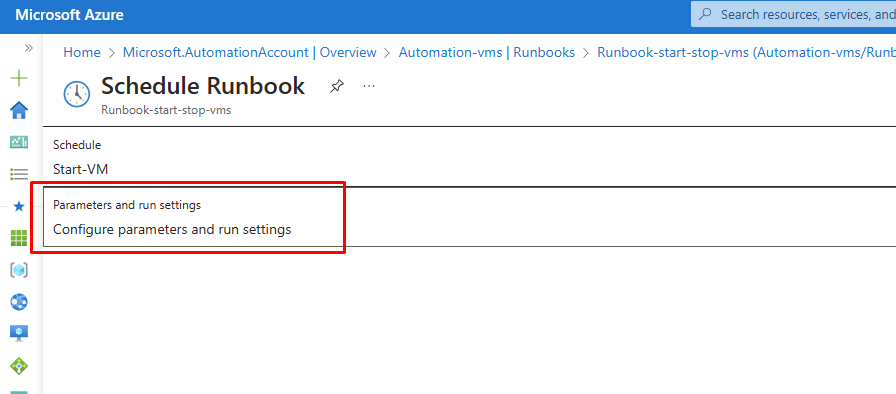 Microsoft Azure
Search resources, services, and
Home > Microsoft.AutomationAccount | Overview > Automation-vms | Runbooks > Runbook-start-stop-vms (Automation-vms/Runb
Schedule Runbook
Runbook-start-stop-vms
Schedule
Start-VM
Parameters and run settings
Configure parameters and run settings